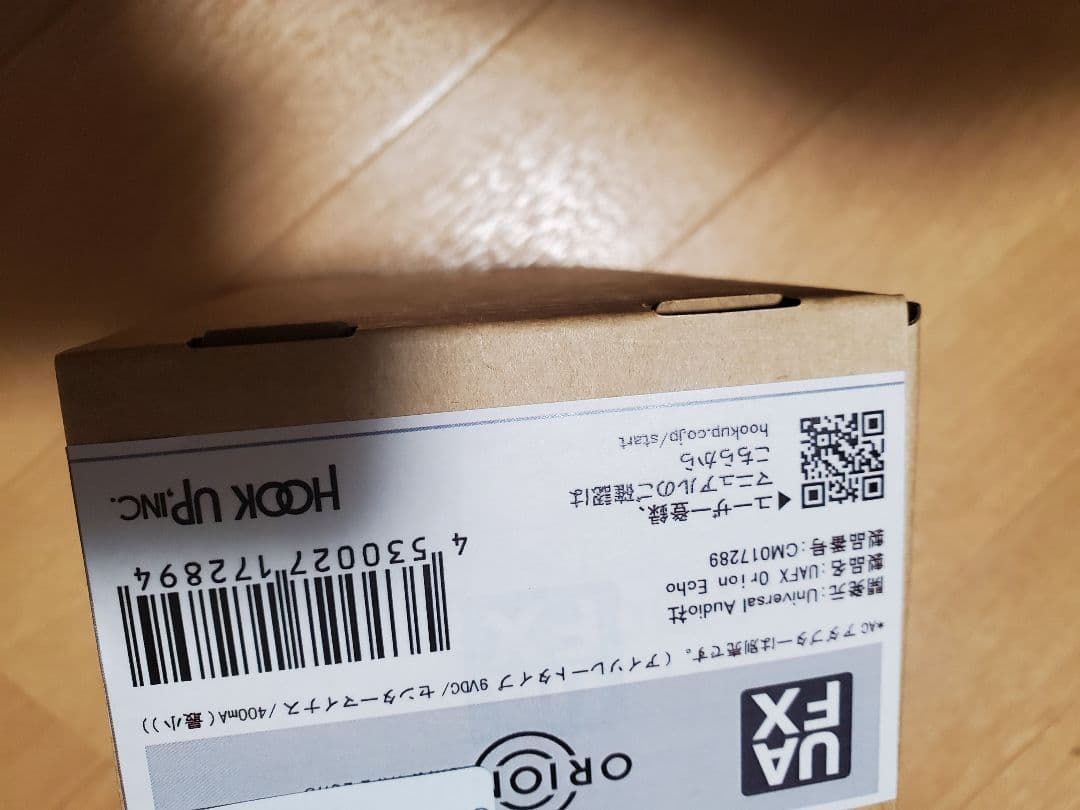 UA
FX
ORION
*ACアダプターは別売です。(アイソレートタイプ 9VDC/センターマイナス/400mA(最小))
開発元:Universal Audio社
製品名:UAFX Orion Echo
製品番号:CM017289
4 530027 172894
◀ユーザー登録、
マニュアルのご確認は
こちらから
hookup.co.jp/start
HOOK UP,INC.